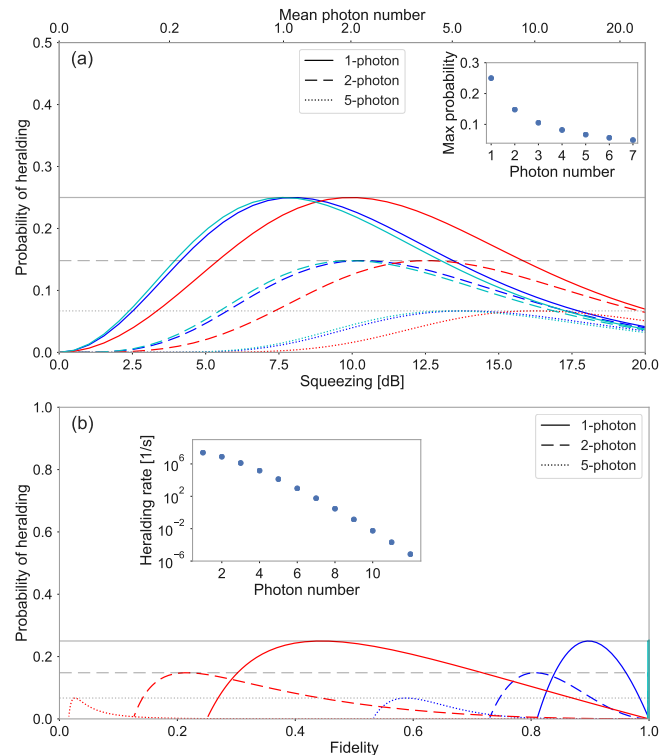 Mean photon number
0.0 0.2 1.0 2.0 5.0 10.0 20.0
(a)
1-photon
2-photon
5-photon
Max probability
0.3
0.2
0.1
1 2 3 4 5 6 7
Photon number
Probability of heralding
0.5
0.4
0.3
0.2
0.1
0.0
0.0 2.5 5.0 7.5 10.0 12.5 15.0 17.5 20.0
Squeezing [dB]
(b)
1-photon
2-photon
5-photon
Heralding rate [1/s]
10^6
10^2
10^−2
10^−6
2 4 6 8 10
Photon number
Probability of heralding
1.0
0.8
0.6
0.4
0.2
0.0
0.0 0.2 0.4 0.6 0.8 1.0
Fidelity